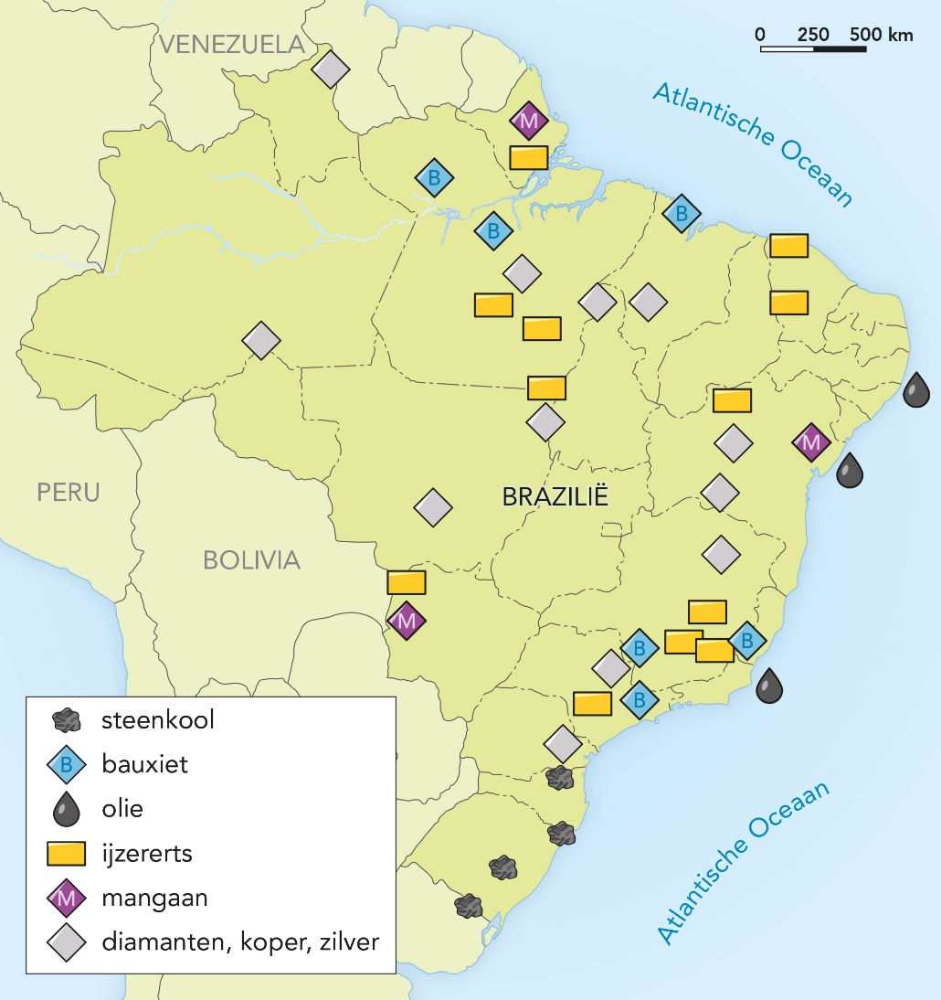 VENEZUELA
0 250 500 km
Atlantische Oceaan
M
B
B
B
M
PERU
BRAZILIË
BOLIVIA
M
B
B
B
steenkool
B bauxiet
olie
ijzererts
M mangaan
diamanten, koper, zilver
Atlantische Oceaan